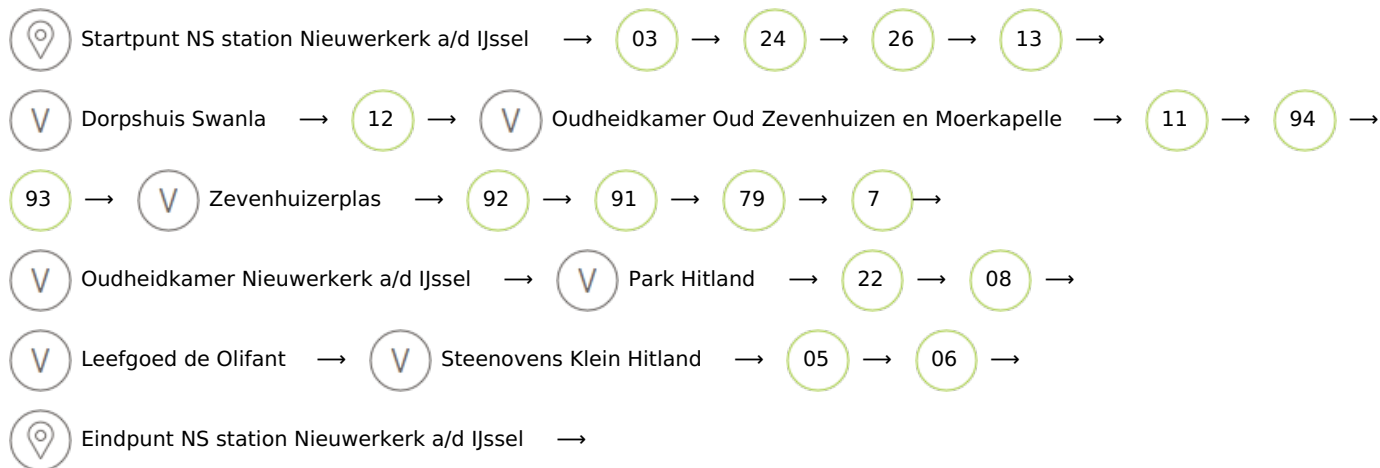 Startpunt NS station Nieuwerkerk a/d IJssel → 03 → 24 → 26 → 13 →
V Dorpshuis Swanla → 12 → V Oudheidkamer Oud Zevenhuizen en Moerkapelle → 11 → 94 →
93 → V Zevenhuizerplas → 92 → 91 → 79 → 7 →
V Oudheidkamer Nieuwerkerk a/d IJssel → V Park Hitland → 22 → 08 →
V Leefgoed de Olifant → V Steenovens Klein Hitland → 05 → 06 →
Eindpunt NS station Nieuwerkerk a/d IJssel →